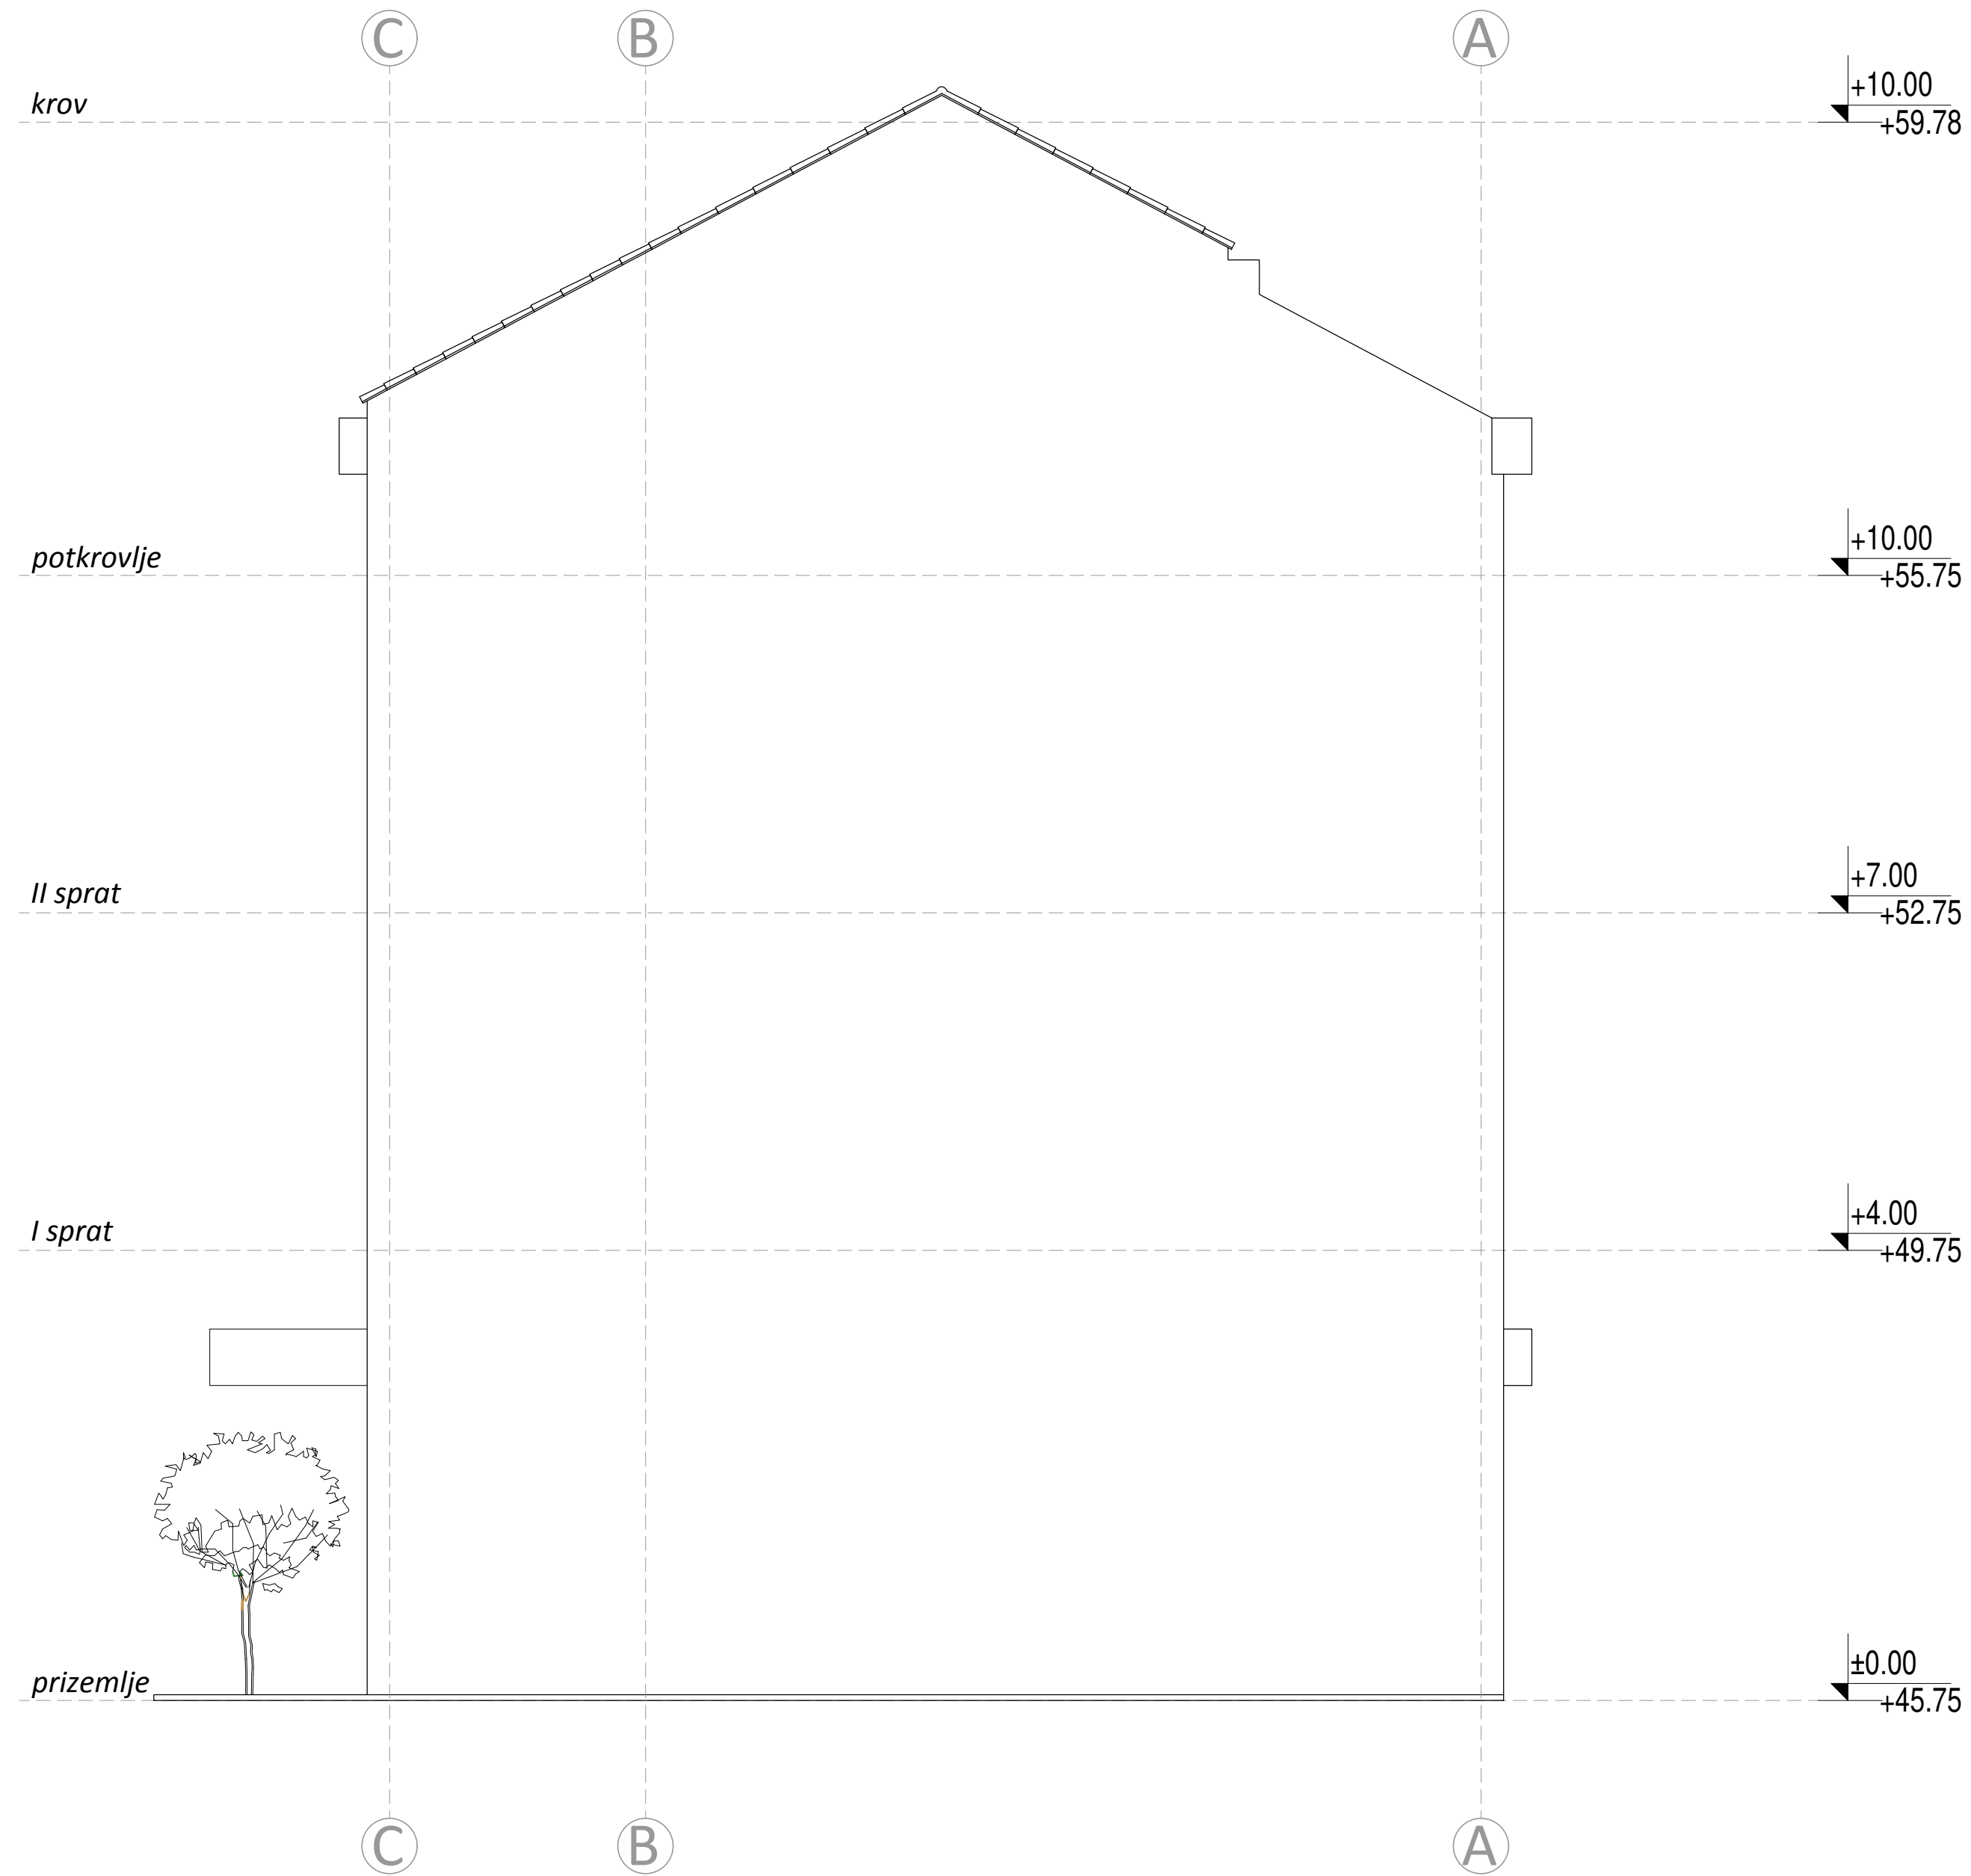 C B A
krov
+10.00
+59.78
potkrovlje
+10.00
+55.75
II sprat
+7.00
+52.75
I sprat
+4.00
+49.75
prizemlje
±0.00
+45.75
C B A